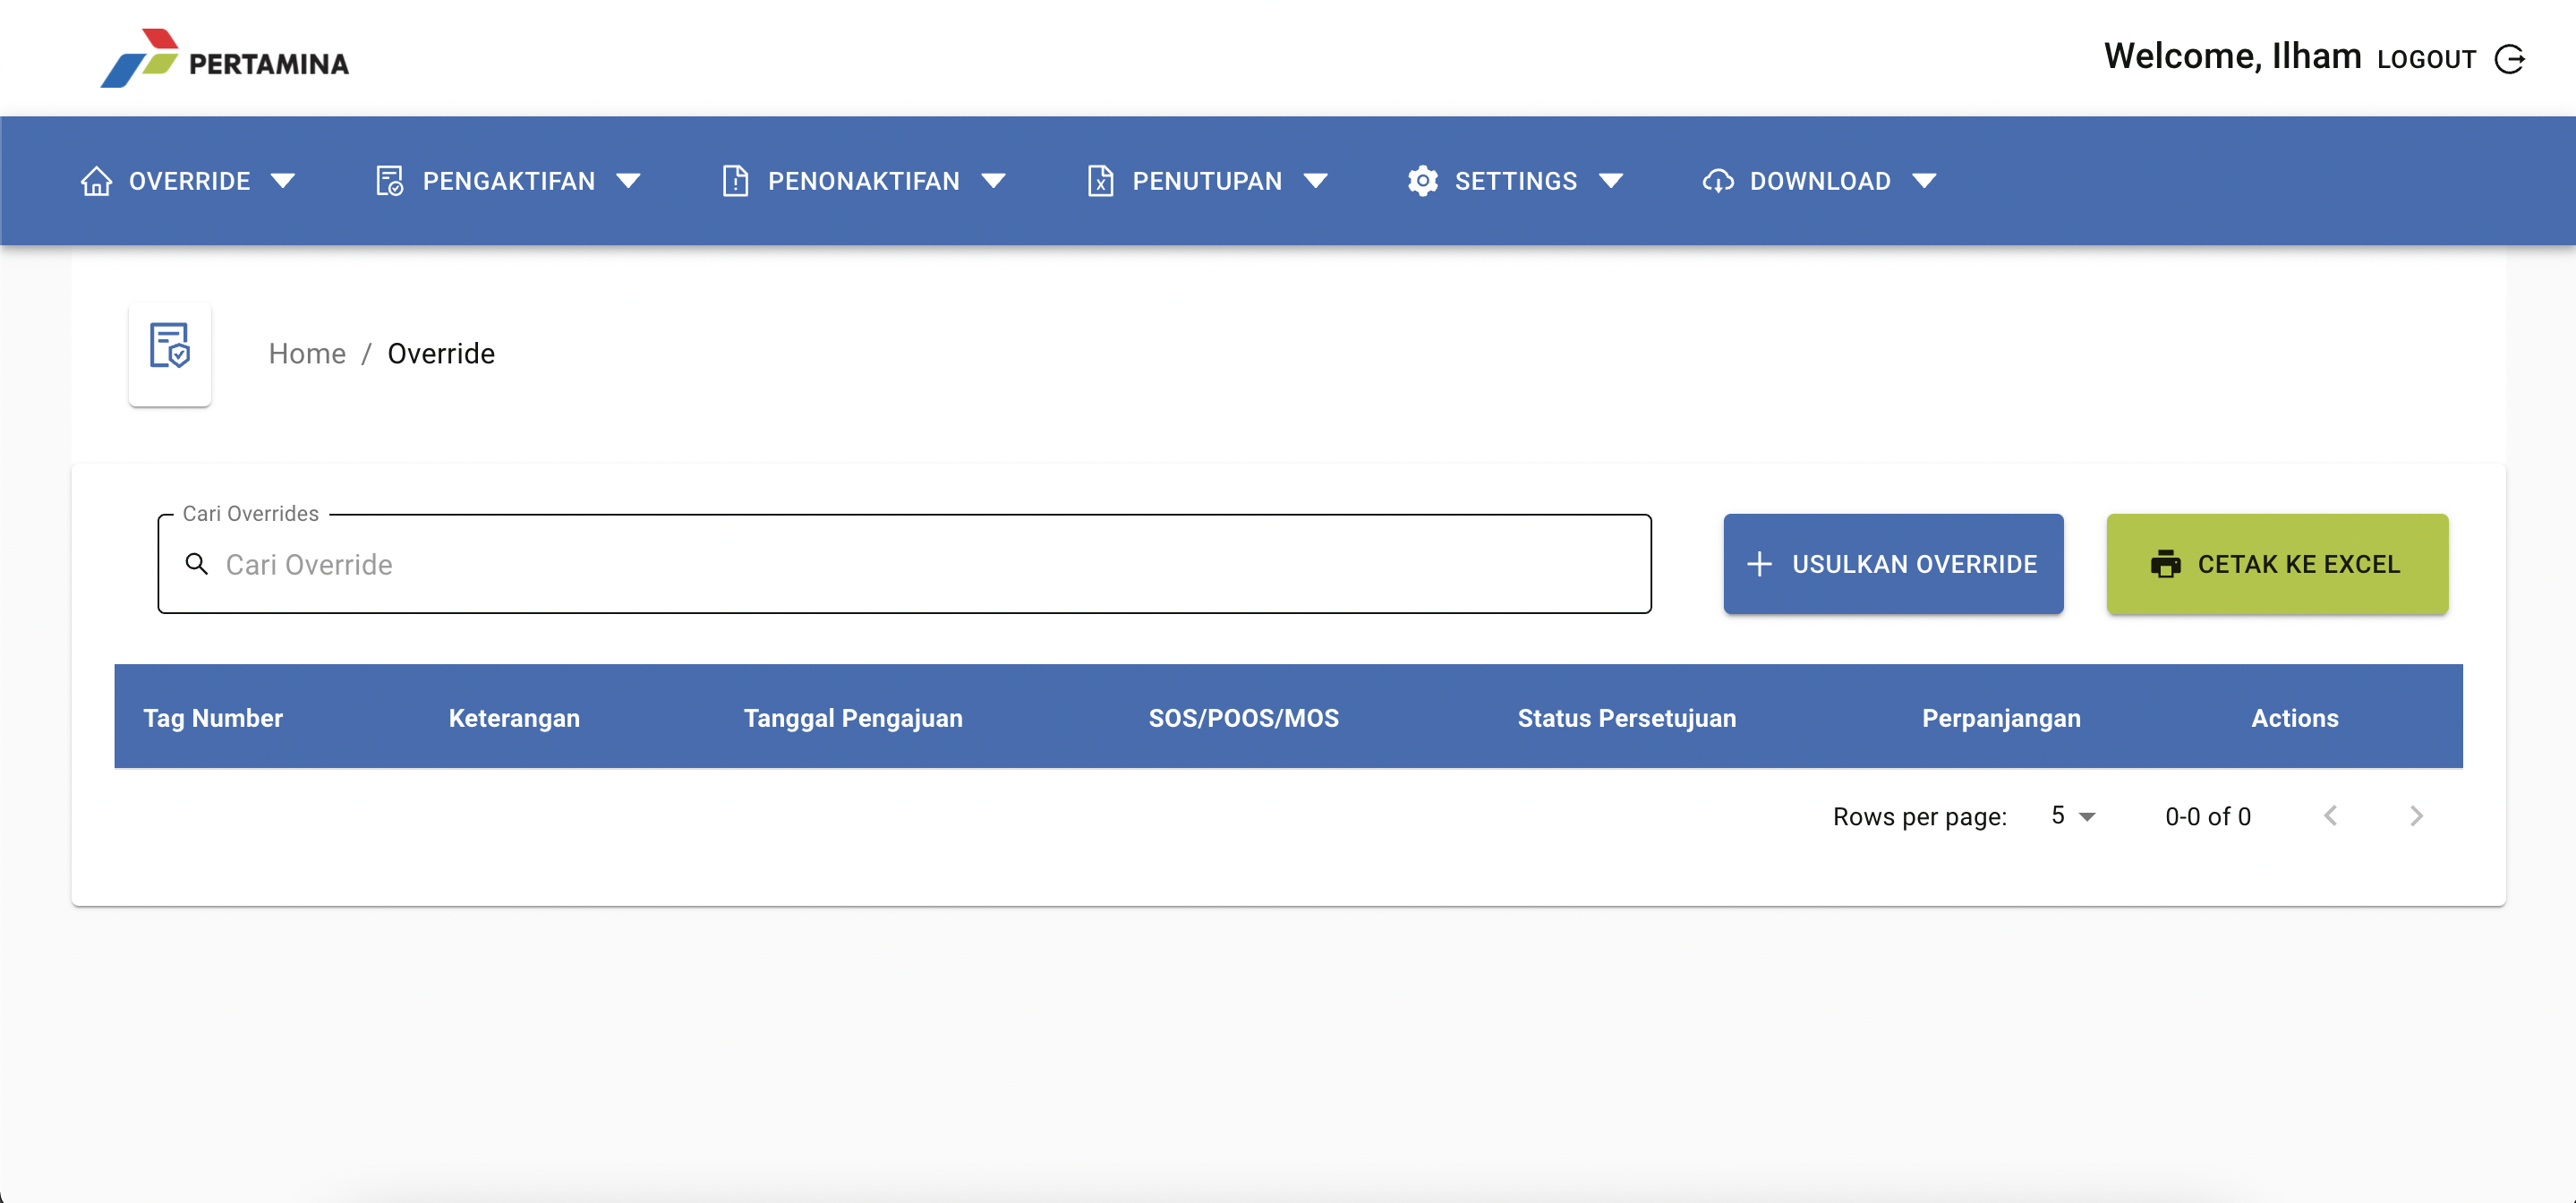 PERTAMINA
Welcome, Ilham LOGOUT
OVERRIDE PENGAKTIFAN PENONAKTIFAN PENUTUPAN SETTINGS DOWNLOAD
Home / Override
Cari Overrides
Cari Override
USULKAN OVERRIDE
CETAK KE EXCEL
Tag Number Keterangan Tanggal Pengajuan SOS/POOS/MOS Status Persetujuan Perpanjangan Actions
Rows per page: 5 0-0 of 0